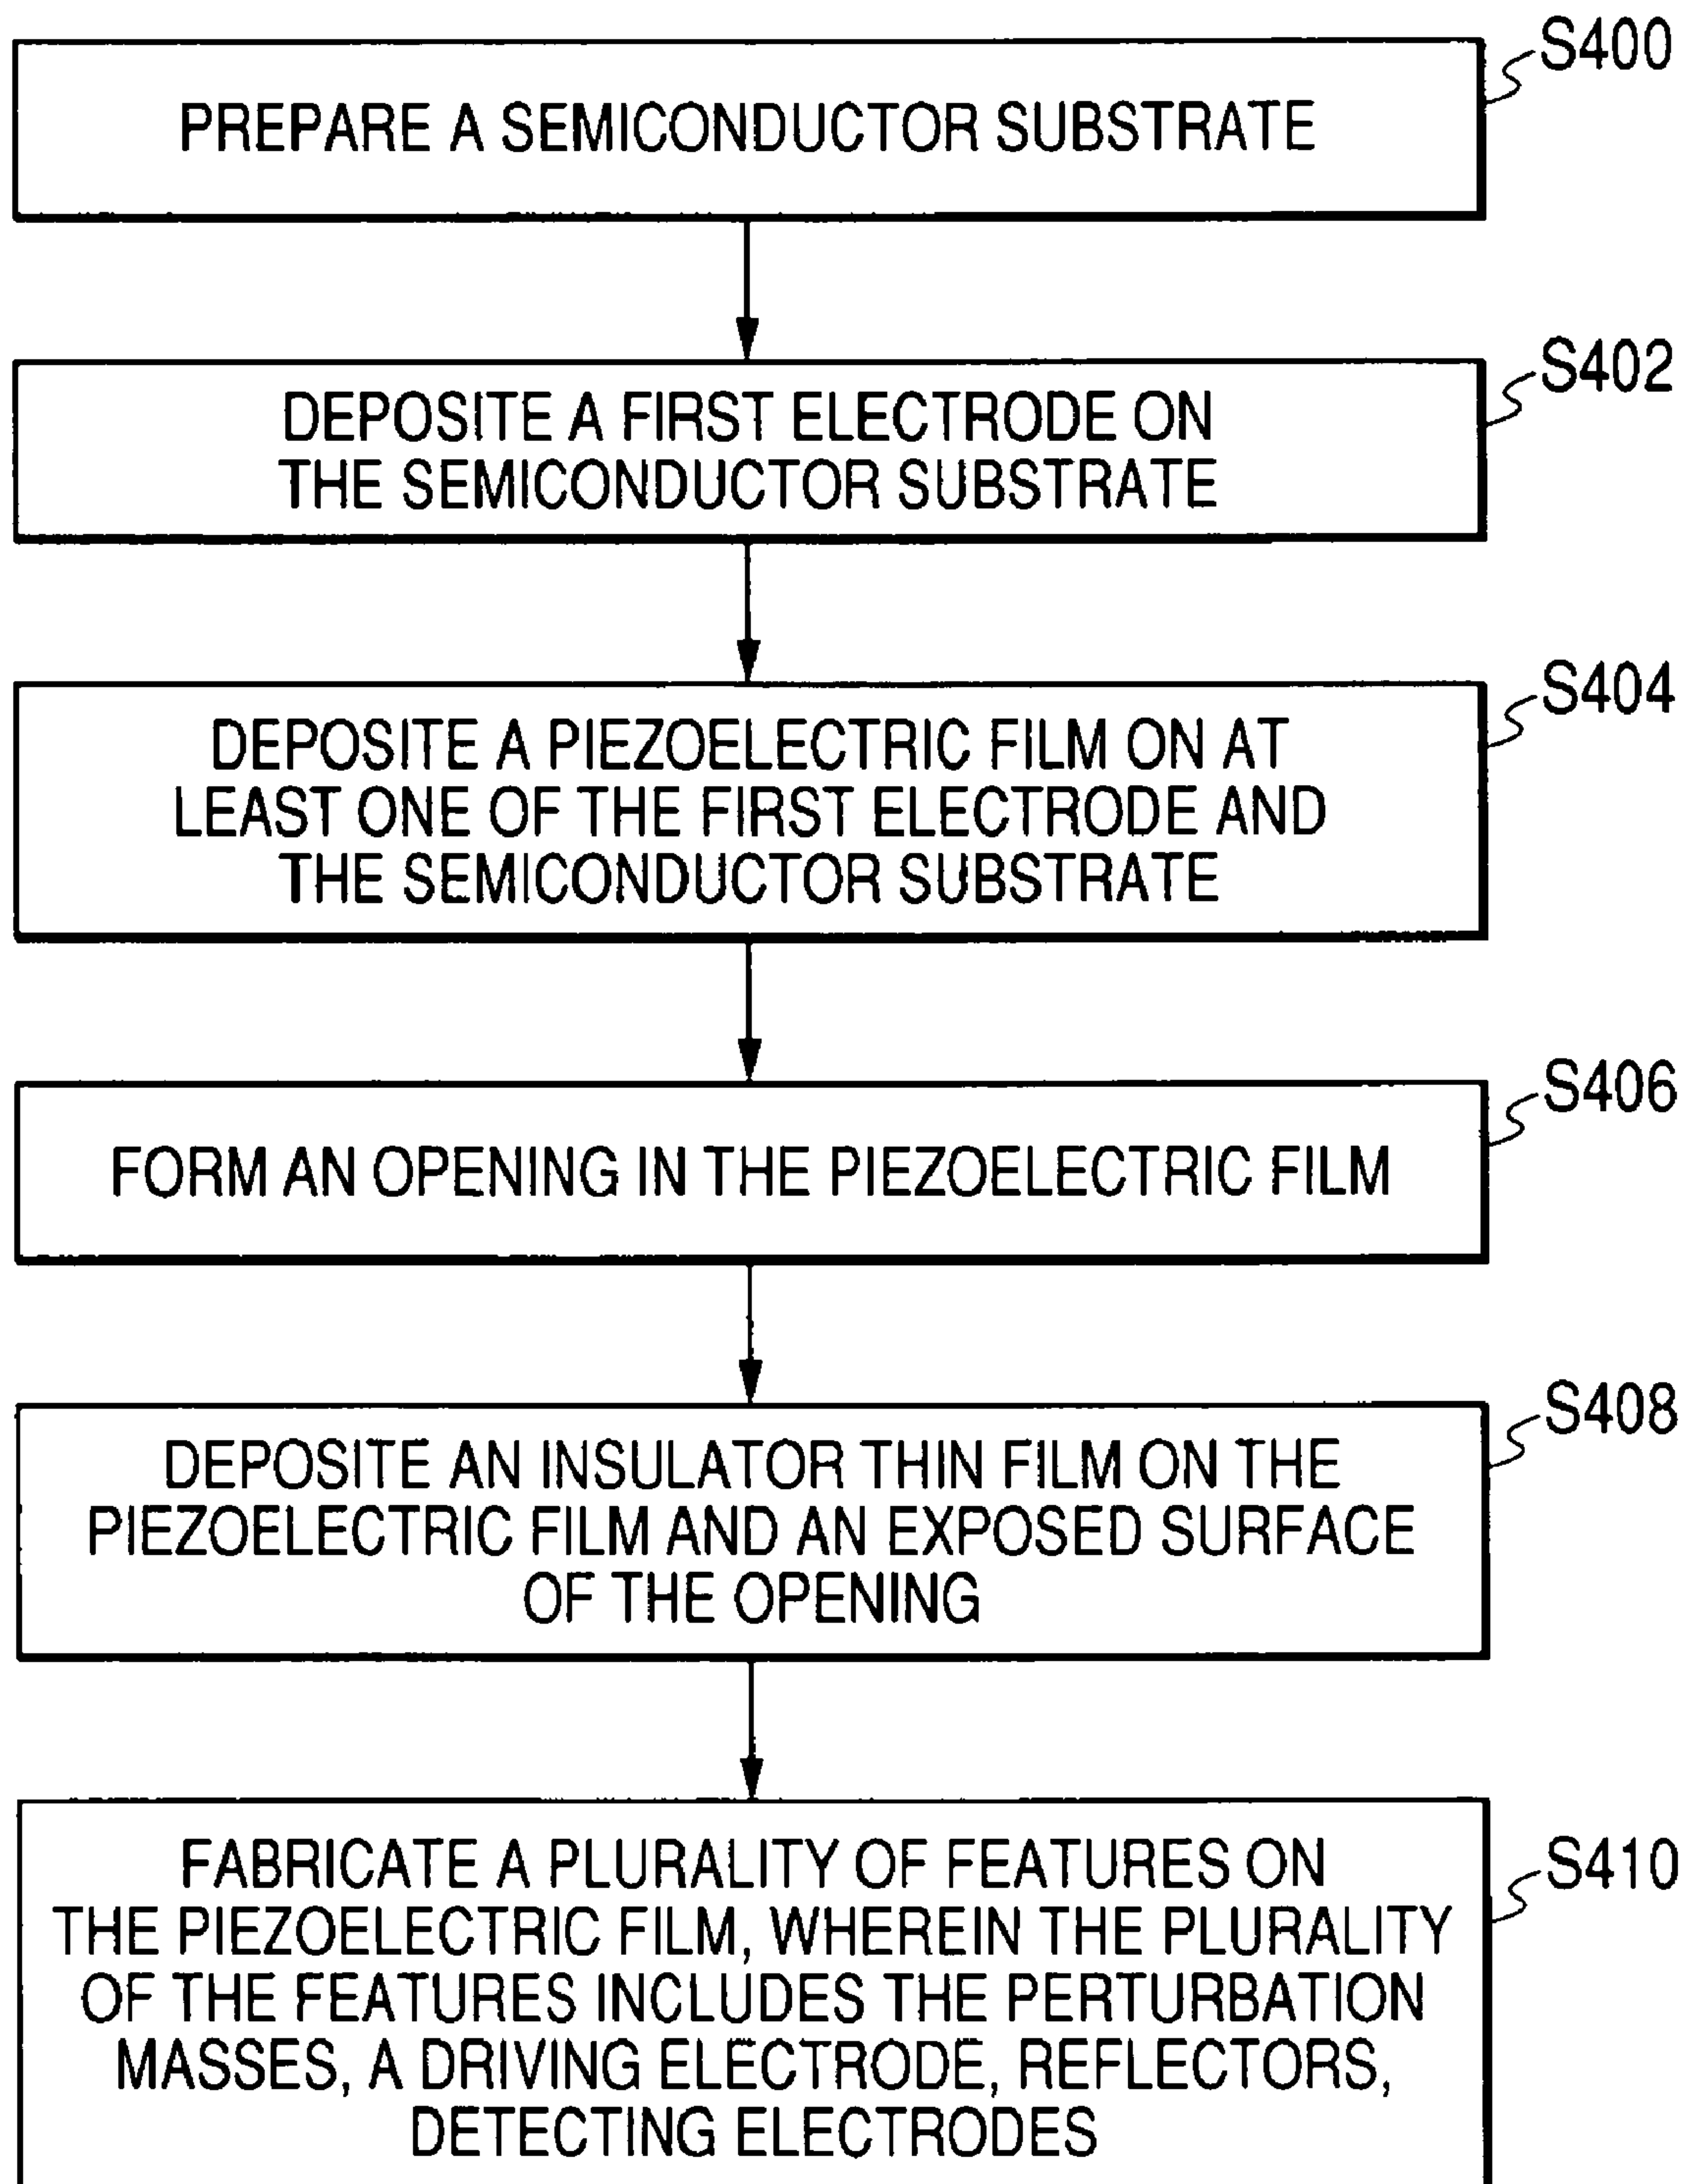 S400
PREPARE A SEMICONDUCTOR SUBSTRATE
S402
DEPOSITE A FIRST ELECTRODE ON
THE SEMICONDUCTOR SUBSTRATE
S404
DEPOSITE A PIEZOELECTRIC FILM ON AT
LEAST ONE OF THE FIRST ELECTRODE AND
THE SEMICONDUCTOR SUBSTRATE
S406
FORM AN OPENING IN THE PIEZOELECTRIC FILM
S408
DEPOSITE AN INSULATOR THIN FILM ON THE
PIEZOELECTRIC FILM AND AN EXPOSED SURFACE
OF THE OPENING
S410
FABRICATE A PLURALITY OF FEATURES ON
THE PIEZOELECTRIC FILM, WHEREIN THE PLURALITY
OF THE FEATURES INCLUDES THE PERTURBATION
MASSES, A DRIVING ELECTRODE, REFLECTORS,
DETECTING ELECTRODES